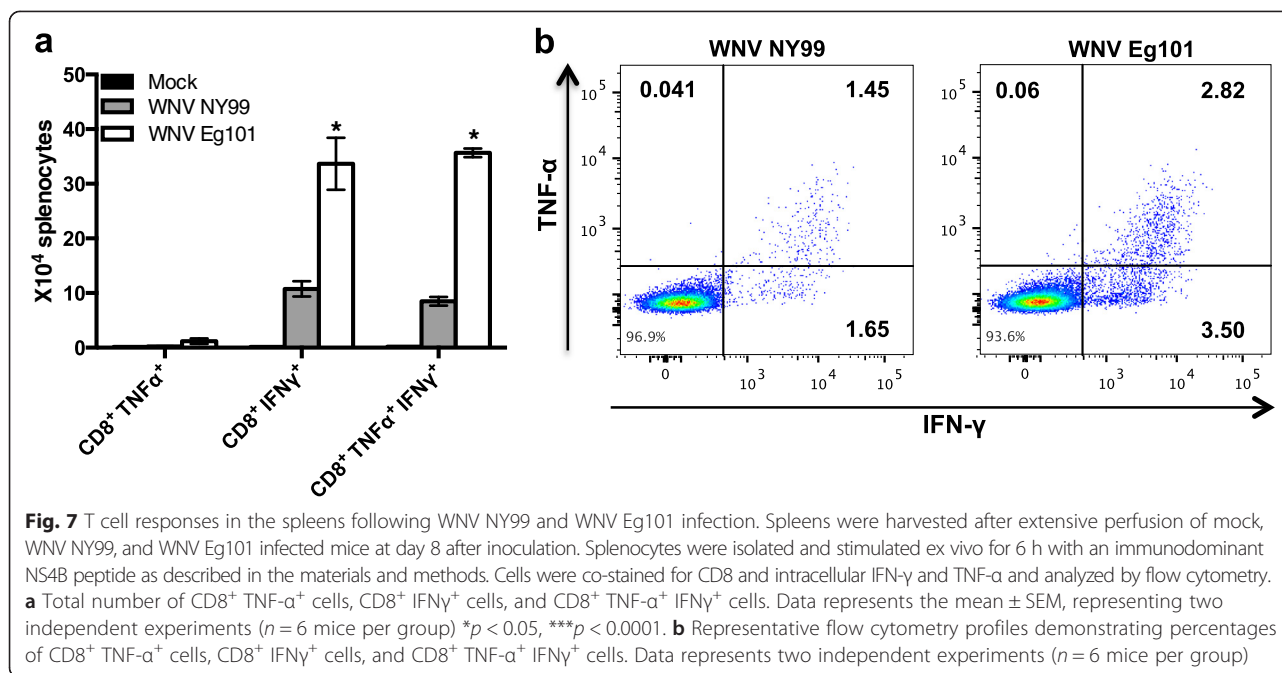 a
50
40
30
20
10
0
X10⁴ splenocytes
Mock
WNV NY99
WNV Eg101
*
*
CD8⁺ TNFα⁺
CD8⁺ IFNγ⁺
CD8⁺ TNFα⁺ IFNγ⁺
b
WNV NY99
WNV Eg101
TNF-α
10⁵
10⁴
10³
0.041
1.45
96.9%
1.65
0
10³
10⁴
10⁵
10⁵
10⁴
10³
0.06
2.82
93.6%
3.50
0
10³
10⁴
10⁵
IFN-γ
Fig. 7 T cell responses in the spleens following WNV NY99 and WNV Eg101 infection. Spleens were harvested after extensive perfusion of mock,
WNV NY99, and WNV Eg101 infected mice at day 8 after inoculation. Splenocytes were isolated and stimulated ex vivo for 6 h with an immunodominant
NS4B peptide as described in the materials and methods. Cells were co-stained for CD8 and intracellular IFN-γ and TNF-α and analyzed by flow cytometry.
a Total number of CD8⁺ TNF-α⁺ cells, CD8⁺ IFNγ⁺ cells, and CD8⁺ TNF-α⁺ IFNγ⁺ cells. Data represents the mean ± SEM, representing two
independent experiments (n = 6 mice per group) *p < 0.05, ***p < 0.0001. b Representative flow cytometry profiles demonstrating percentages
of CD8⁺ TNF-α⁺ cells, CD8⁺ IFNγ⁺ cells, and CD8⁺ TNF-α⁺ IFNγ⁺ cells. Data represents two independent experiments (n = 6 mice per group)